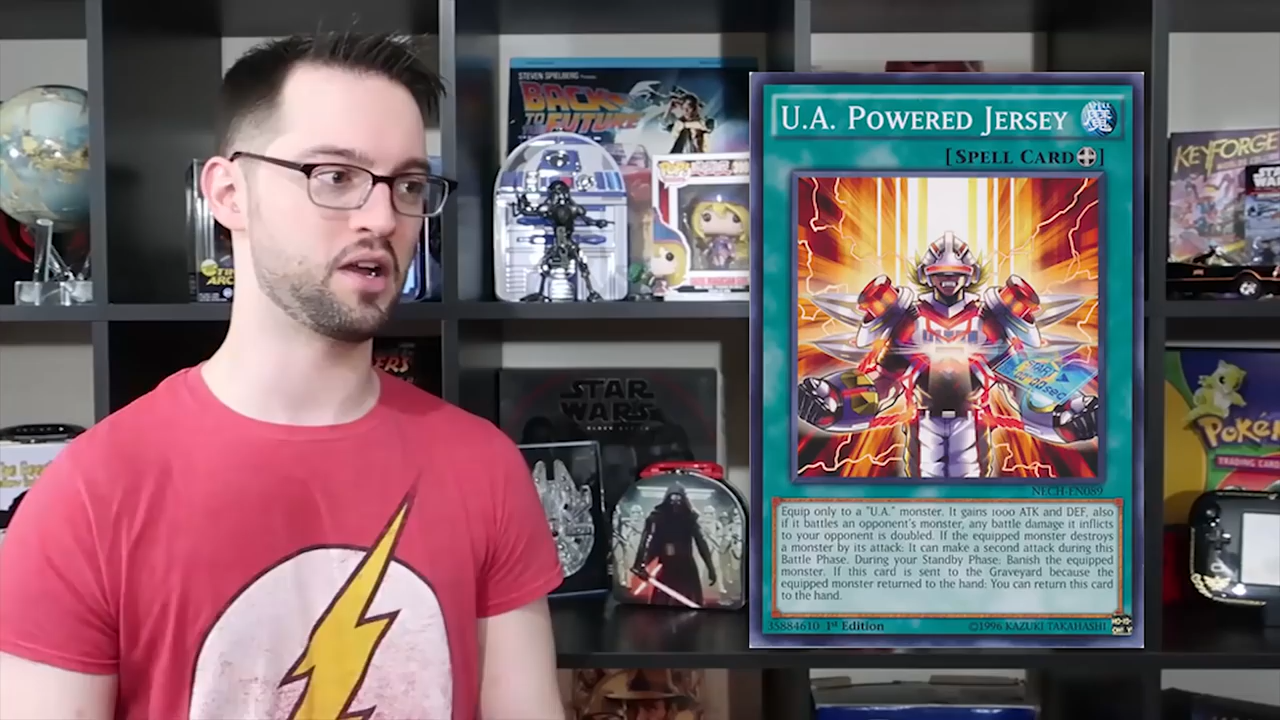 STEVEN SPIELBERG Presents
BACK
TO THE
FUTURE
KEYFORGE
STAR
WARS
Pokémon
TRADING CARD
U.A. POWERED JERSEY
[SPELL CARD]
START
NECH-EN089
Equip only to a "U.A." monster. It gains 1000 ATK and DEF, also
if it battles an opponent's monster, any battle damage it inflicts
to your opponent is doubled. If the equipped monster destroys
a monster by its attack: It can make a second attack during this
Battle Phase. During your Standby Phase: Banish the equipped
monster. If this card is sent to the Graveyard because the
equipped monster returned to the hand: You can return this card
to the hand.
35884610 1st Edition
©1996 KAZUKI TAKAHASHI